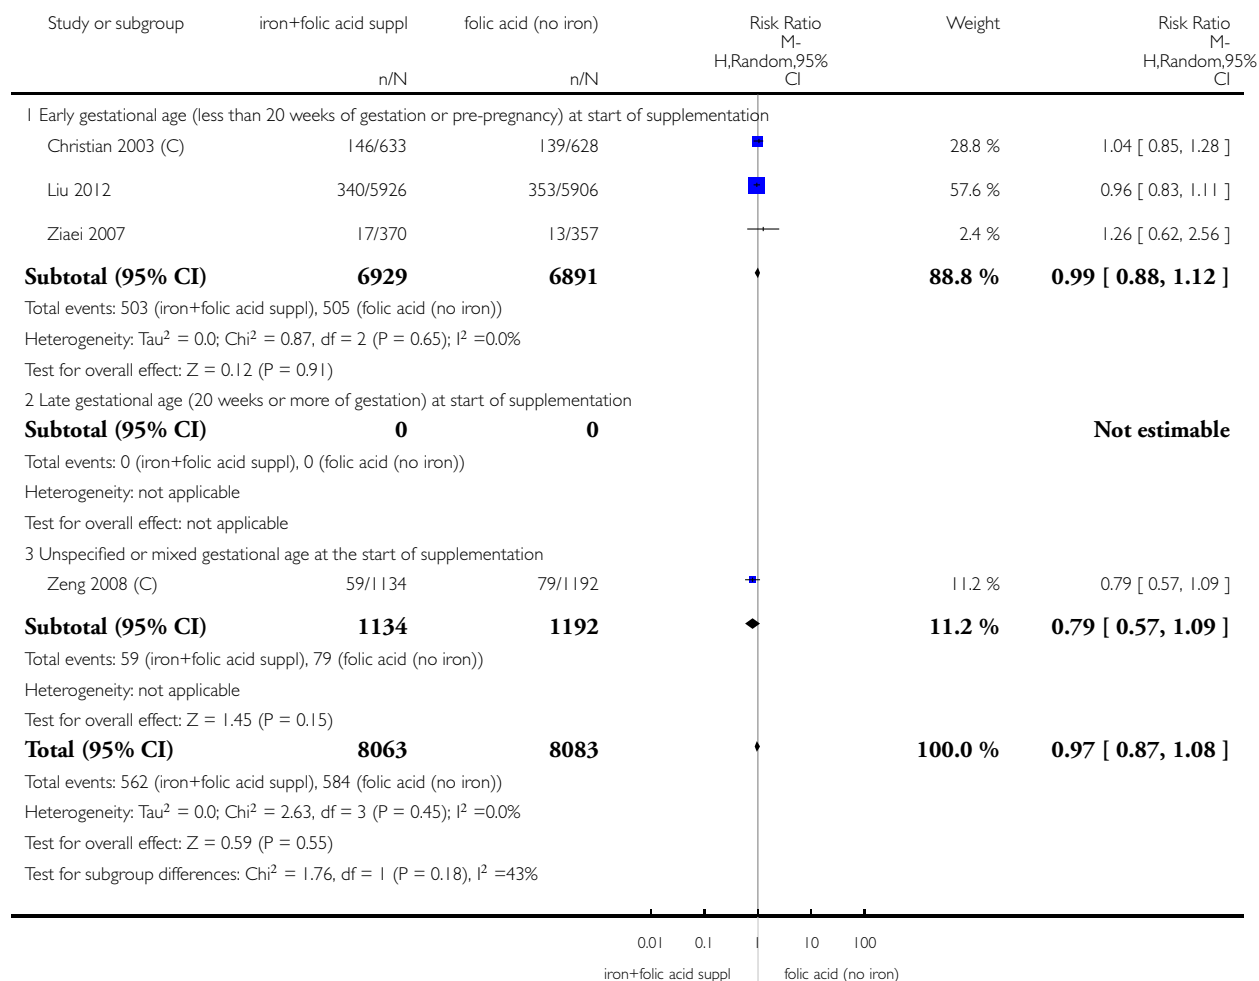 Study or subgroup iron+folic acid suppl folic acid (no iron) Risk Ratio Weight Risk Ratio
M-H,Random,95% CI M-H,Random,95% CI
n/N n/N
1 Early gestational age (less than 20 weeks of gestation or pre-pregnancy) at start of supplementation
Christian 2003 (C) 146/633 139/628 28.8 % 1.04 [ 0.85, 1.28 ]
Liu 2012 340/5926 353/5906 57.6 % 0.96 [ 0.83, 1.11 ]
Ziaei 2007 17/370 13/357 2.4 % 1.26 [ 0.62, 2.56 ]
Subtotal (95% CI) 6929 6891 88.8 % 0.99 [ 0.88, 1.12 ]
Total events: 503 (iron+folic acid suppl), 505 (folic acid (no iron))
Heterogeneity: Tau² = 0.0; Chi² = 0.87, df = 2 (P = 0.65); I² =0.0%
Test for overall effect: Z = 0.12 (P = 0.91)
2 Late gestational age (20 weeks or more of gestation) at start of supplementation
Subtotal (95% CI) 0 0 Not estimable
Total events: 0 (iron+folic acid suppl), 0 (folic acid (no iron))
Heterogeneity: not applicable
Test for overall effect: not applicable
3 Unspecified or mixed gestational age at the start of supplementation
Zeng 2008 (C) 59/1134 79/1192 11.2 % 0.79 [ 0.57, 1.09 ]
Subtotal (95% CI) 1134 1192 11.2 % 0.79 [ 0.57, 1.09 ]
Total events: 59 (iron+folic acid suppl), 79 (folic acid (no iron))
Heterogeneity: not applicable
Test for overall effect: Z = 1.45 (P = 0.15)
Total (95% CI) 8063 8083 100.0 % 0.97 [ 0.87, 1.08 ]
Total events: 562 (iron+folic acid suppl), 584 (folic acid (no iron))
Heterogeneity: Tau² = 0.0; Chi² = 2.63, df = 3 (P = 0.45); I² =0.0%
Test for overall effect: Z = 0.59 (P = 0.55)
Test for subgroup differences: Chi² = 1.76, df = 1 (P = 0.18), I² =43%
0.01 0.1 1 10 100
iron+folic acid suppl folic acid (no iron)